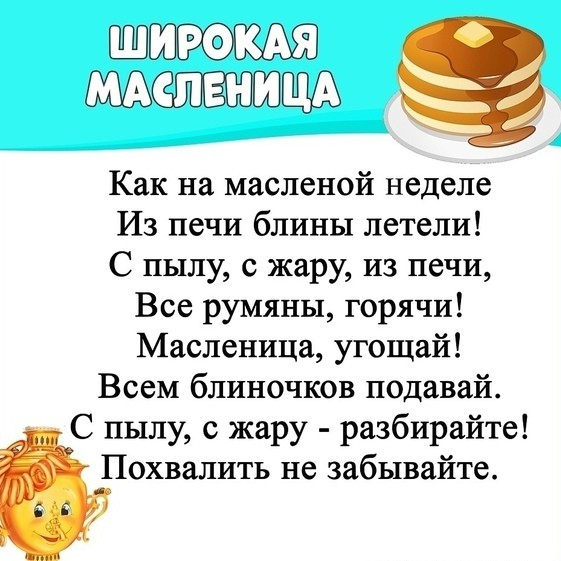 ШИРОКАЯ
МАСЛЕНИЦА
Как на масленой неделе
Из печи блины летели!
С пылу, с жару, из печи,
Все румяны, горячи!
Масленица, угощай!
Всем блиночков подавай.
С пылу, с жару - разбирайте!
Похвалить не забывайте.